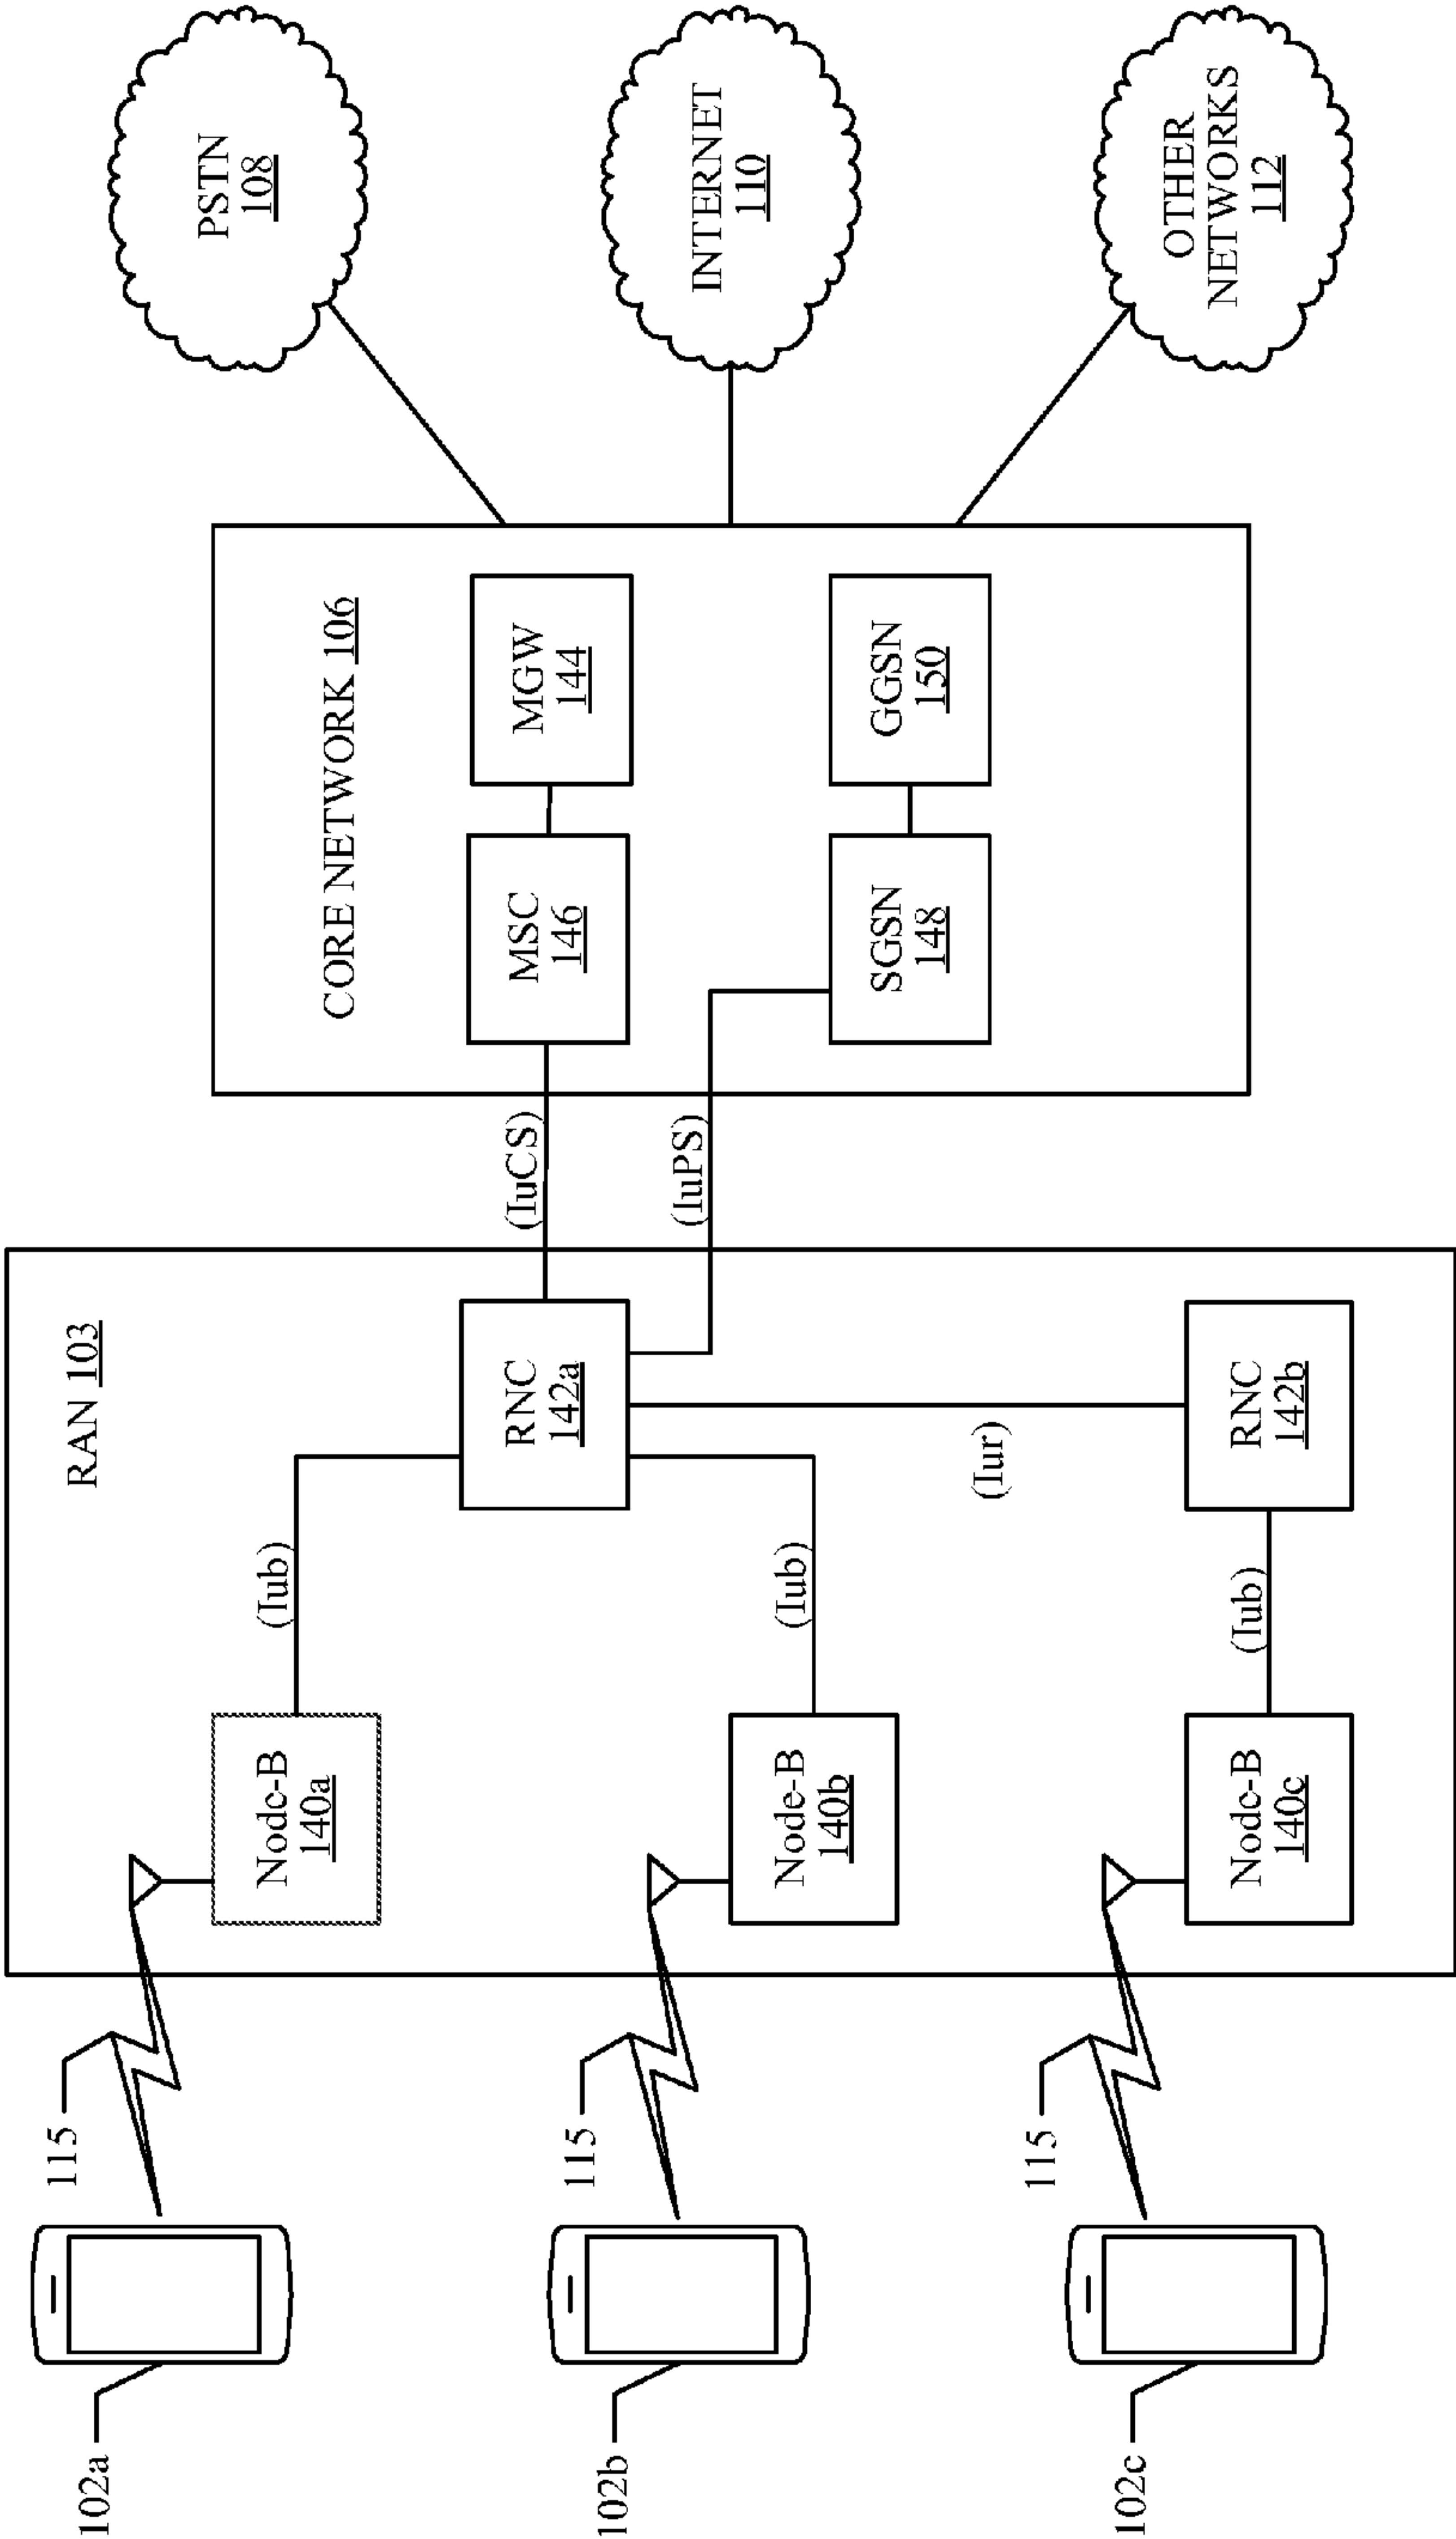 102a
115
Node-B
140a
(Iub)
RAN 103
RNC
142a
(IuCS)
(IuPS)
CORE NETWORK 106
MSC
146
MGW
144
SGSN
148
GGSN
150
PSTN
108
INTERNET
110
OTHER
NETWORKS
112
102b
115
Node-B
140b
(Iub)
(Iur)
102c
115
Node-B
140c
(Iub)
RNC
142b